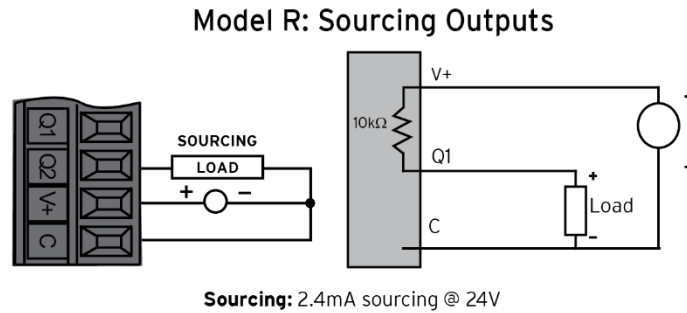 Model R: Sourcing Outputs
Q1
Q2
V+
C
SOURCING
LOAD
+ −
10kΩ
V+
Q1
C
+
Load
−
Sourcing: 2.4mA sourcing @ 24V